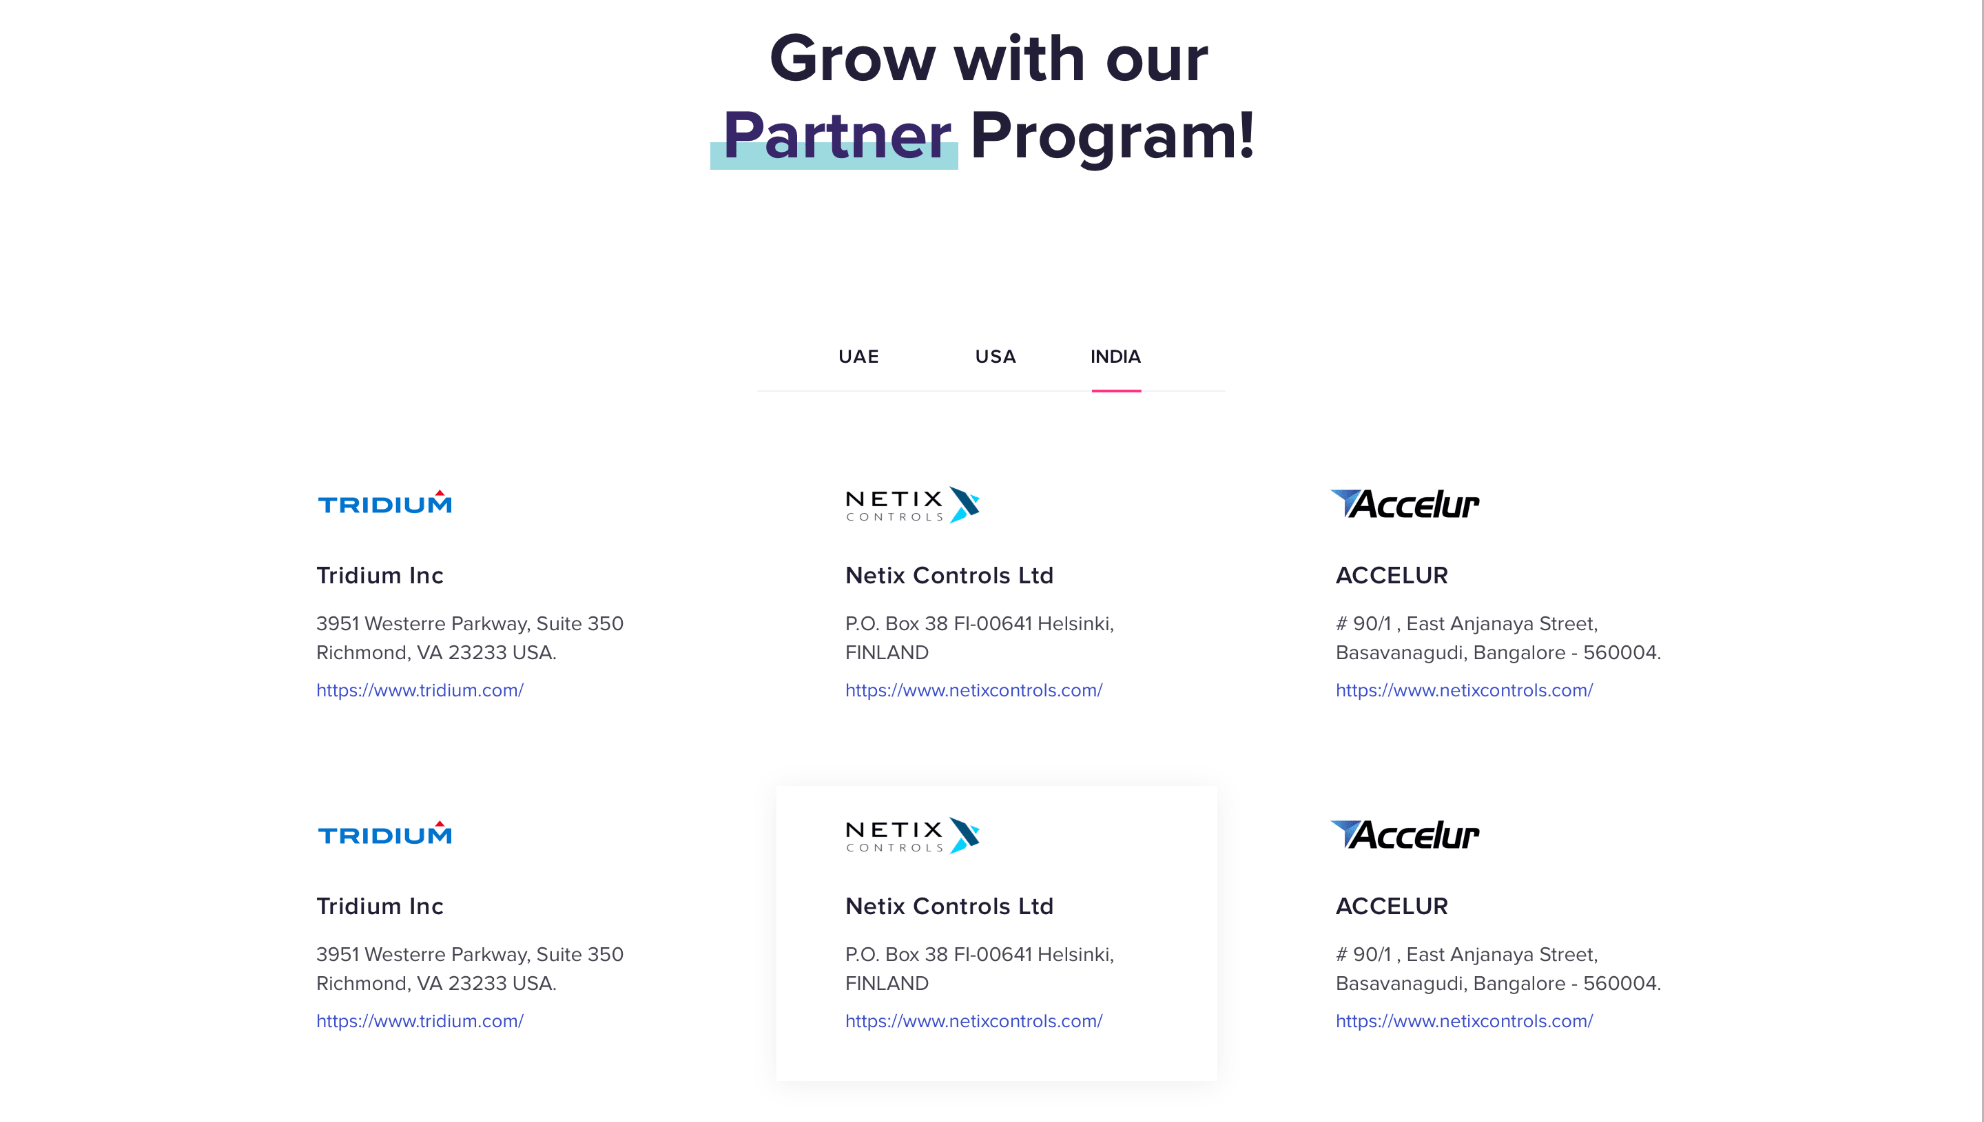 Grow with our
Partner Program!
UAE USA INDIA
TRIDIUM
Tridium Inc
3951 Westerre Parkway, Suite 350
Richmond, VA 23233 USA.
https://www.tridium.com/
NETIX
CONTROLS
Netix Controls Ltd
P.O. Box 38 FI-00641 Helsinki,
FINLAND
https://www.netixcontrols.com/
Accelur
ACCELUR
# 90/1 , East Anjanaya Street,
Basavanagudi, Bangalore - 560004.
https://www.netixcontrols.com/
TRIDIUM
Tridium Inc
3951 Westerre Parkway, Suite 350
Richmond, VA 23233 USA.
https://www.tridium.com/
NETIX
CONTROLS
Netix Controls Ltd
P.O. Box 38 FI-00641 Helsinki,
FINLAND
https://www.netixcontrols.com/
Accelur
ACCELUR
# 90/1 , East Anjanaya Street,
Basavanagudi, Bangalore - 560004.
https://www.netixcontrols.com/